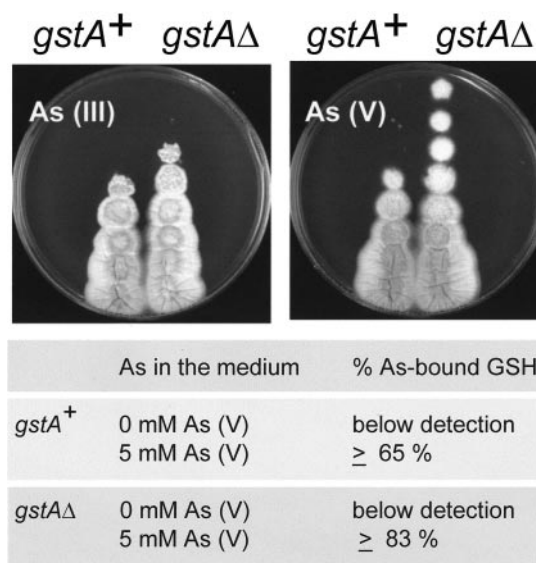 gstA+ gstAΔ gstA+ gstAΔ
As (III) As (V)
As in the medium % As-bound GSH
gstA+ 0 mM As (V) below detection
5 mM As (V) ≥ 65 %
gstAΔ 0 mM As (V) below detection
5 mM As (V) ≥ 83 %